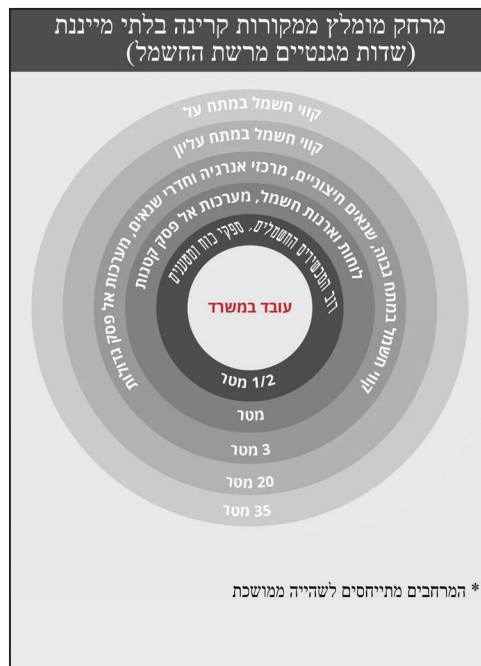 מרחק מומלץ ממקורות קרינה בלתי מייננת
(שדות מגנטיים מרשת החשמל)
קווי חשמל במתח על
קווי חשמל במתח עליון
קווי חשמל במתח גבוה, שנאים חיצוניים, מרכזי אנרגיה וחדרי שנאים, מערכות אל פסק גדולות
לוחות וארונות חשמל, מערכות אל פסק קטנות
רוב המכשירים החשמלים, ספקי כוח ומטענים
עובד במשרד
1/2 מטר
מטר
3 מטר
20 מטר
35 מטר
* המרחבים מתייחסים לשהייה ממושכת